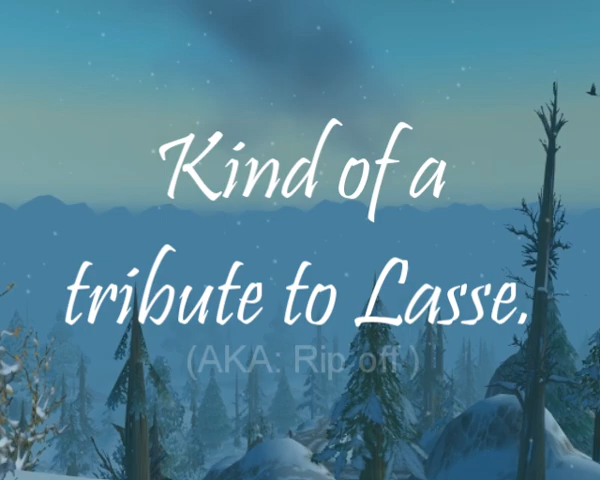 Kind of a
tribute to Lasse.
(AKA: Rip off )